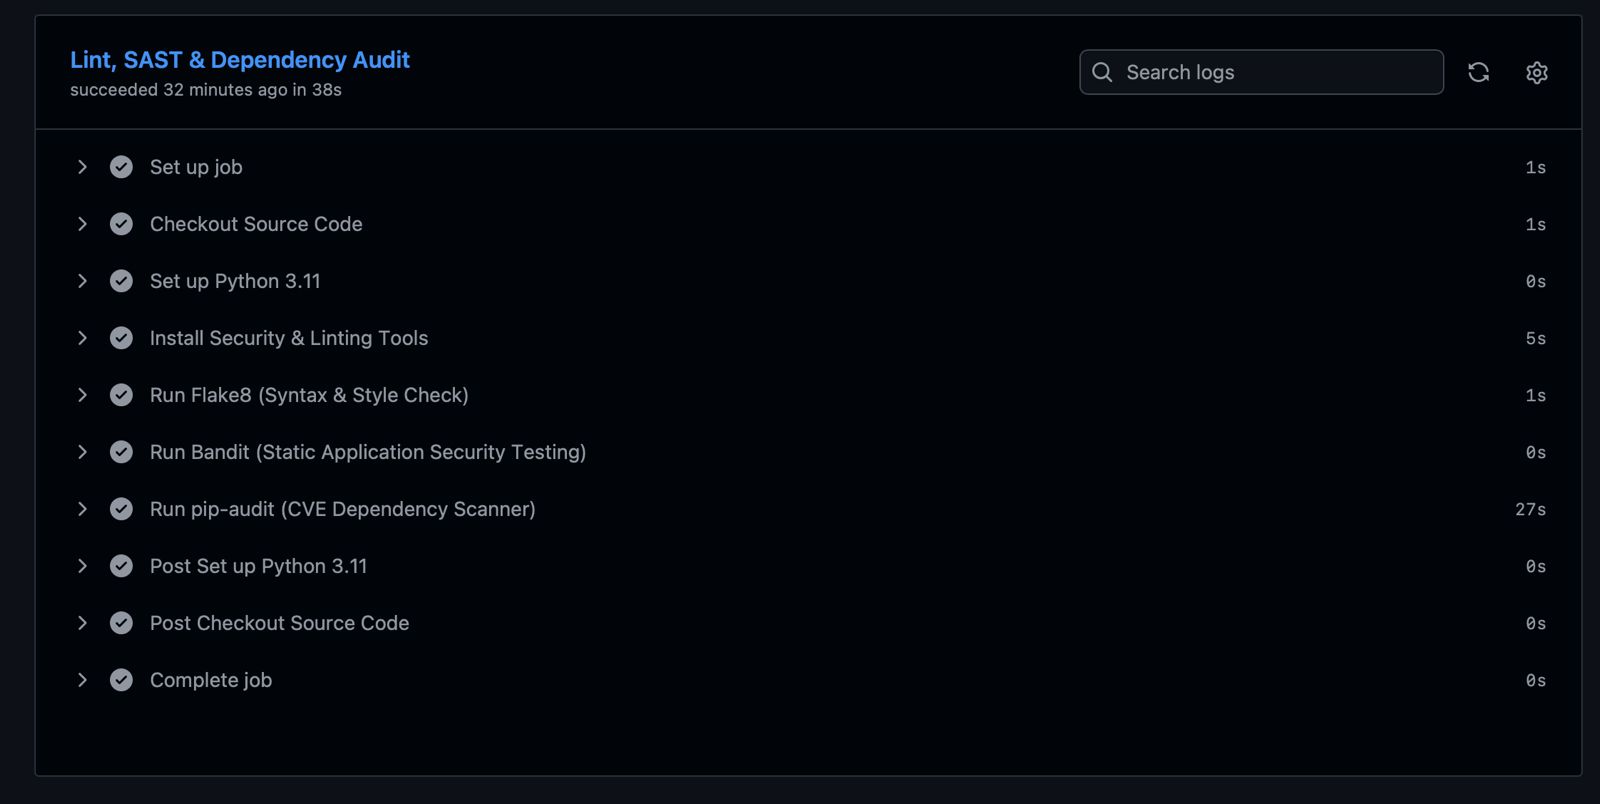 Lint, SAST & Dependency Audit
succeeded 32 minutes ago in 38s
Search logs
Set up job 1s
Checkout Source Code 1s
Set up Python 3.11 0s
Install Security & Linting Tools 5s
Run Flake8 (Syntax & Style Check) 1s
Run Bandit (Static Application Security Testing) 0s
Run pip-audit (CVE Dependency Scanner) 27s
Post Set up Python 3.11 0s
Post Checkout Source Code 0s
Complete job 0s